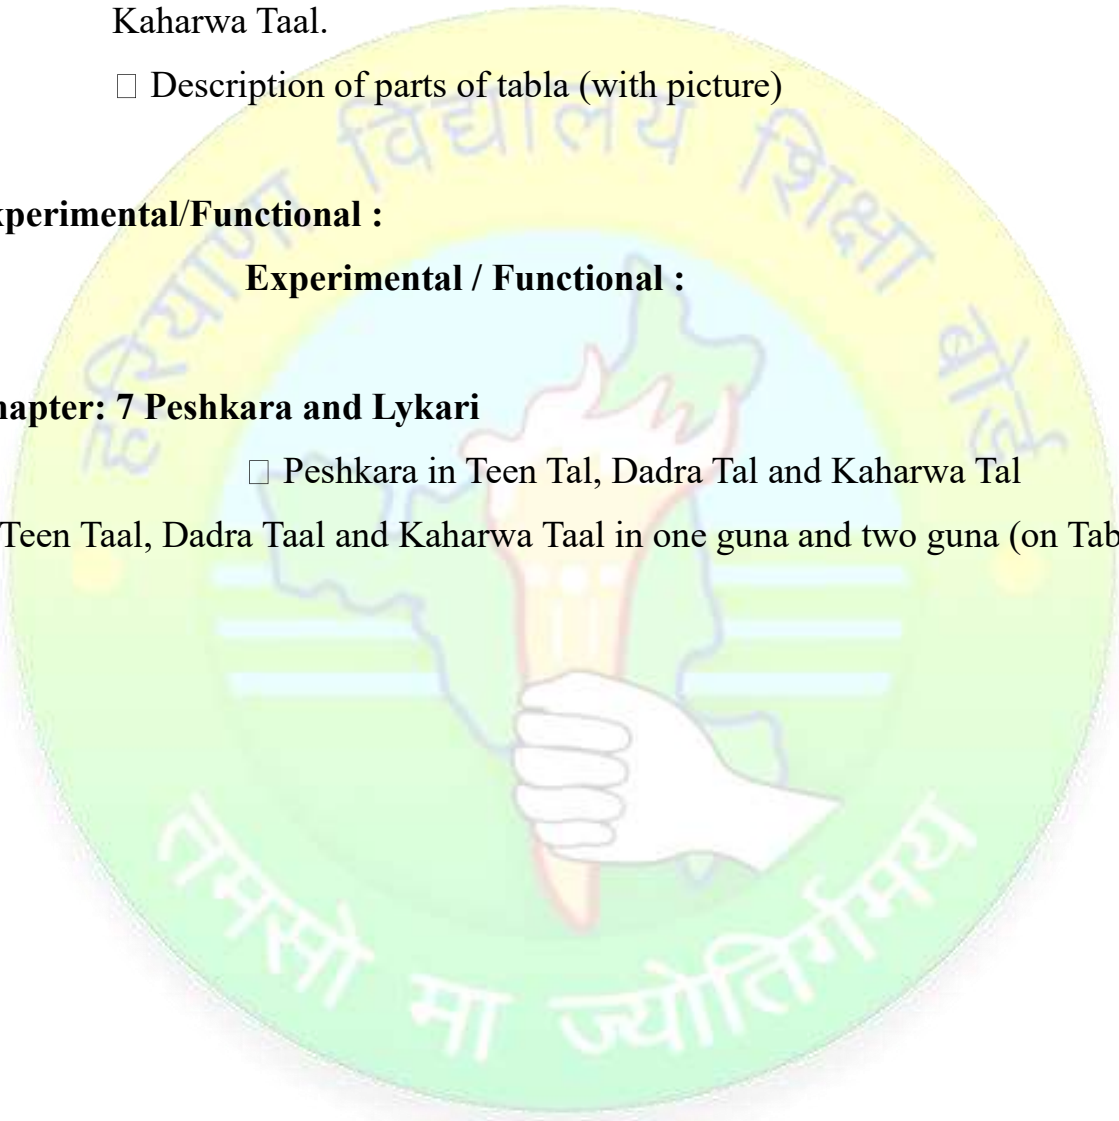 Kaharwa Taal.
□ Description of parts of tabla (with picture)
xperimental/Functional :
Experimental / Functional :
hapter: 7 Peshkara and Lykari
□ Peshkara in Teen Tal, Dadra Tal and Kaharwa Tal
Teen Taal, Dadra Taal and Kaharwa Taal in one guna and two guna (on Tab
हरियाणा विद्यालय शिक्षा बोर्ड
तमसो मा ज्योतिर्गमय